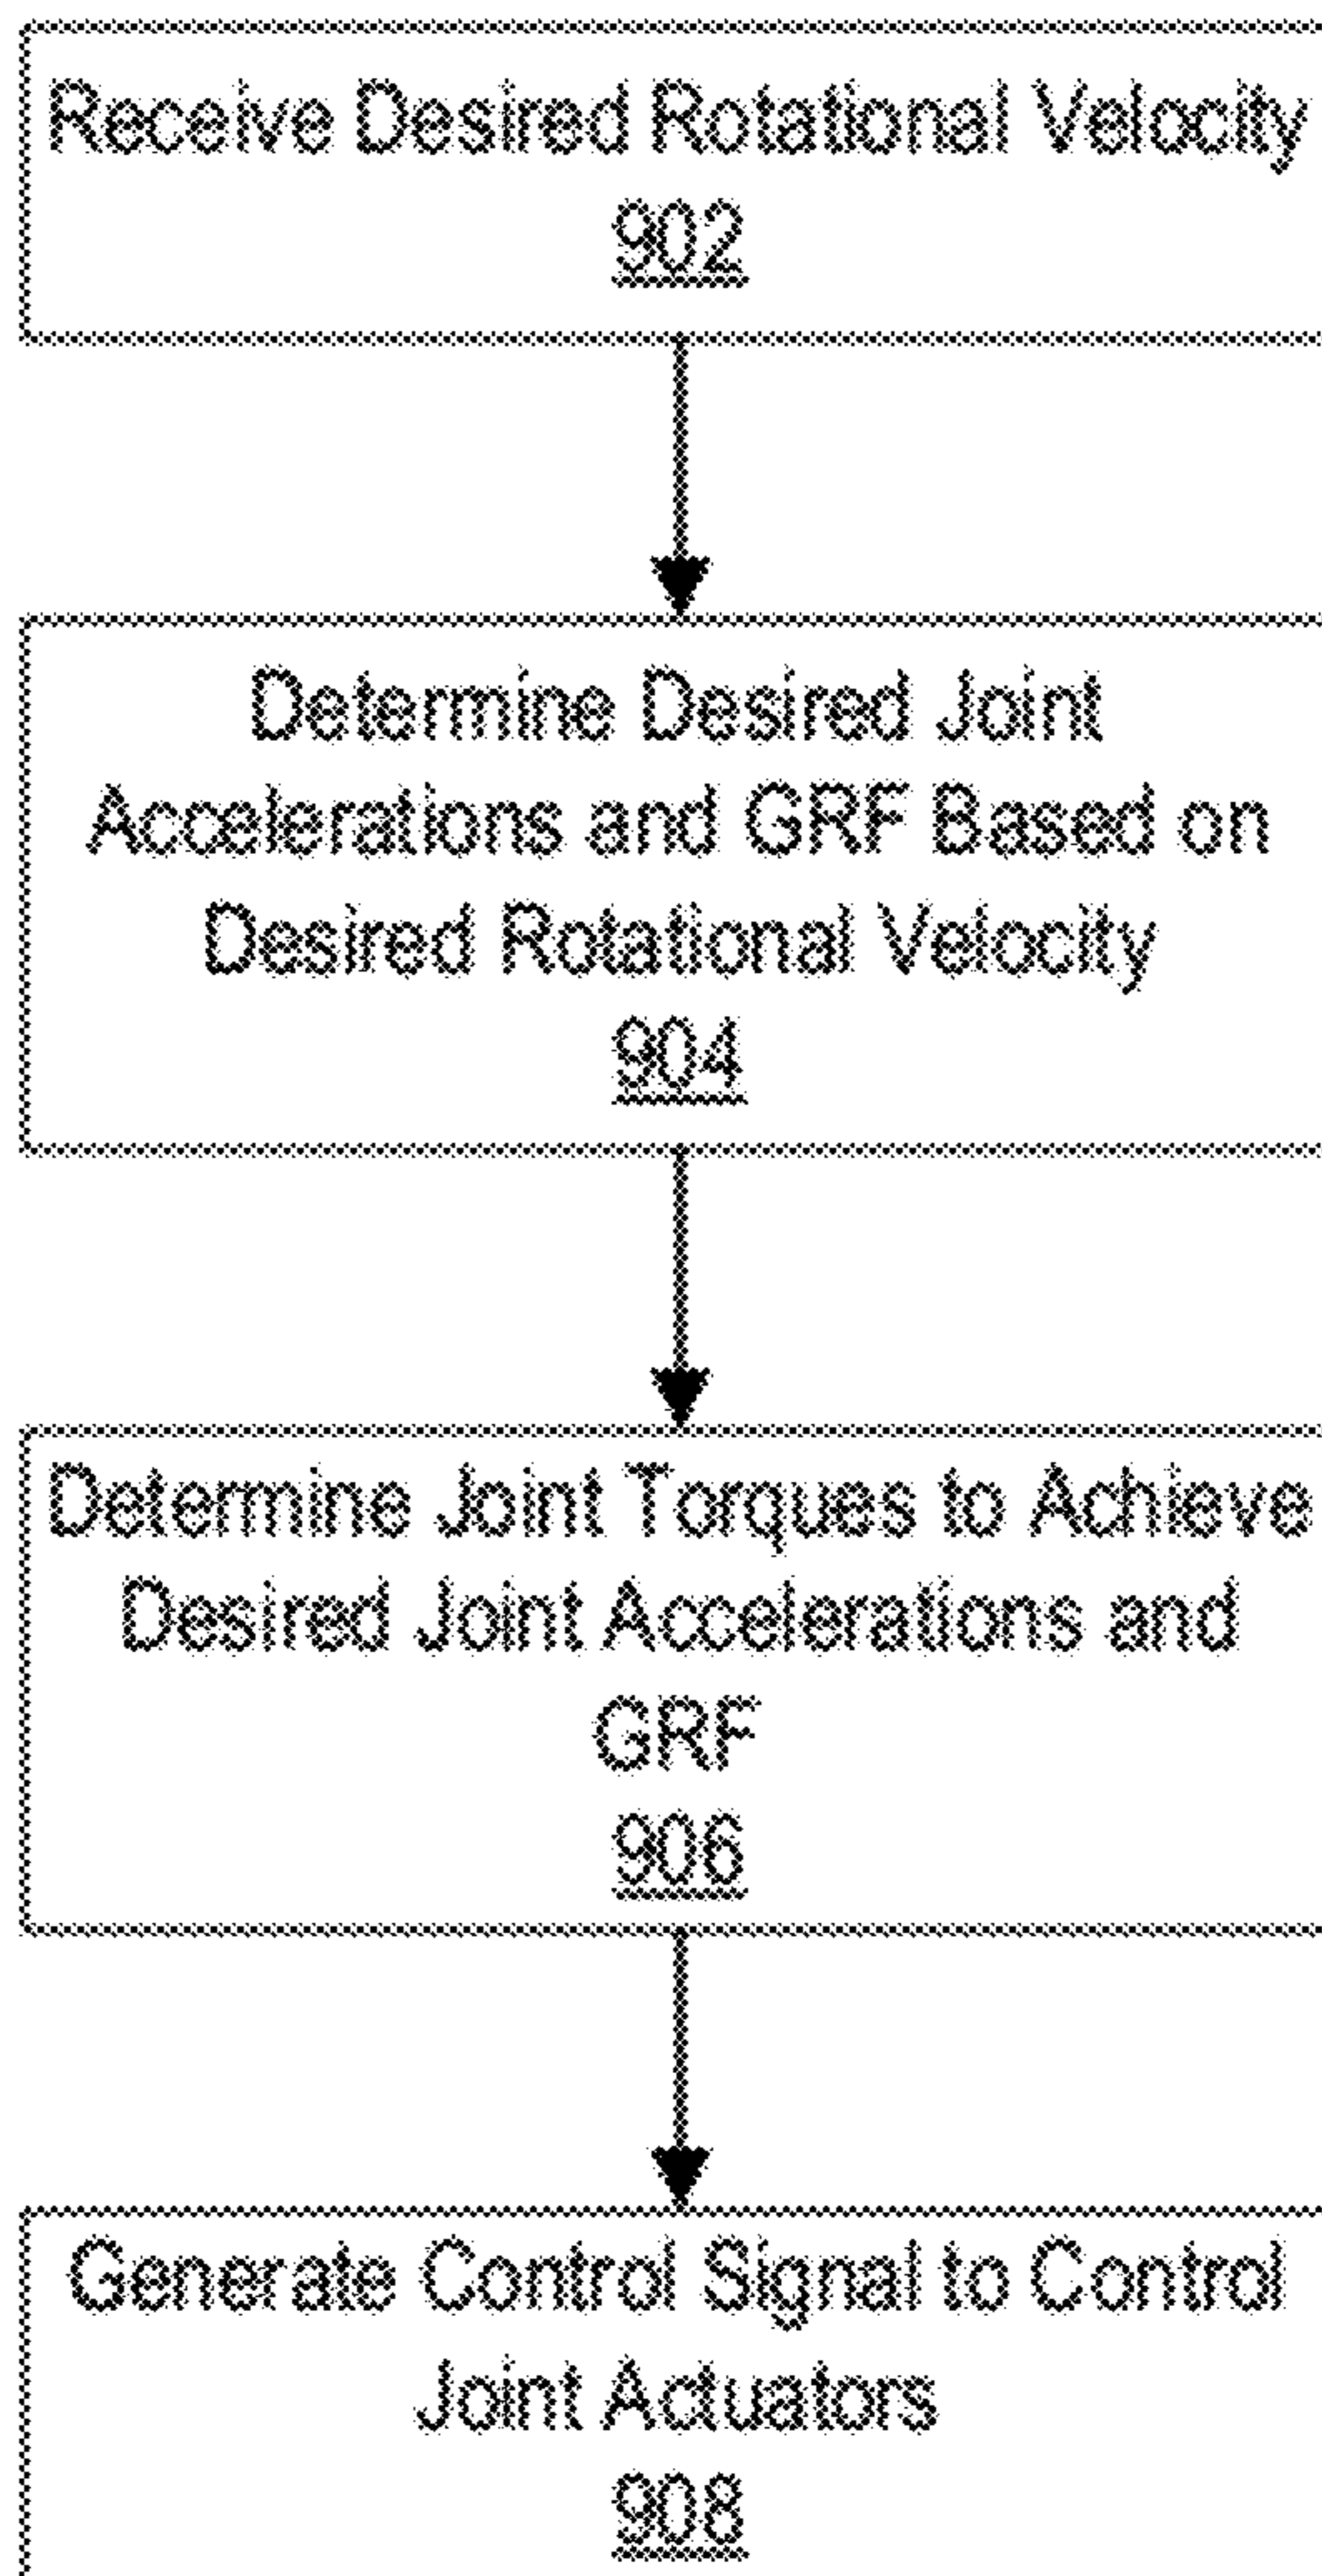 Receive Desired Rotational Velocity
902
Determine Desired Joint
Accelerations and GRF Based on
Desired Rotational Velocity
904
Determine Joint Torques to Achieve
Desired Joint Accelerations and
GRF
906
Generate Control Signal to Control
Joint Actuators
908